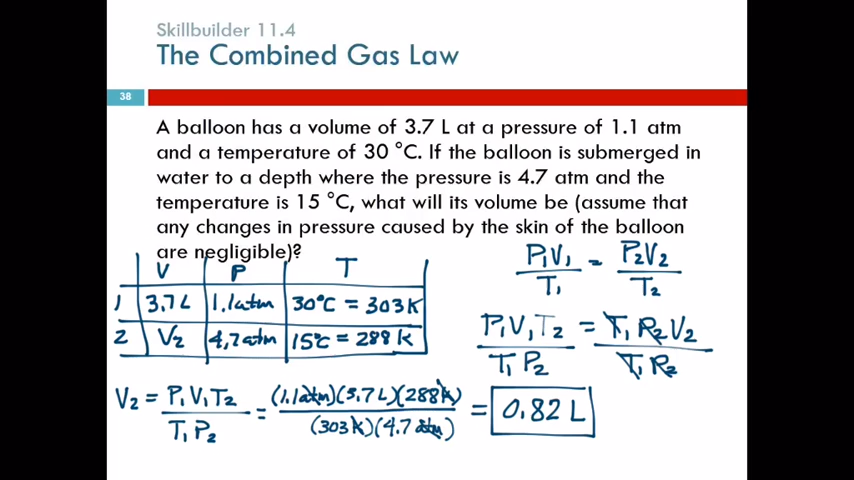 Skillbuilder 11.4
The Combined Gas Law
38
A balloon has a volume of 3.7 L at a pressure of 1.1 atm
and a temperature of 30 °C. If the balloon is submerged in
water to a depth where the pressure is 4.7 atm and the
temperature is 15 °C, what will its volume be (assume that
any changes in pressure caused by the skin of the balloon
are negligible)?
V P T
1 3.7L 1.1atm 30°C = 303K
2 V₂ 4.7atm 15°C = 288K
P₁V₁/T₁ = P₂V₂/T₂
P₁V₁T₂/T₁P₂ = T₁P₂V₂/T₁P₂
V₂ = P₁V₁T₂/T₁P₂ = (1.1atm)(3.7L)(288K)/(303K)(4.7atm) = 0.82 L